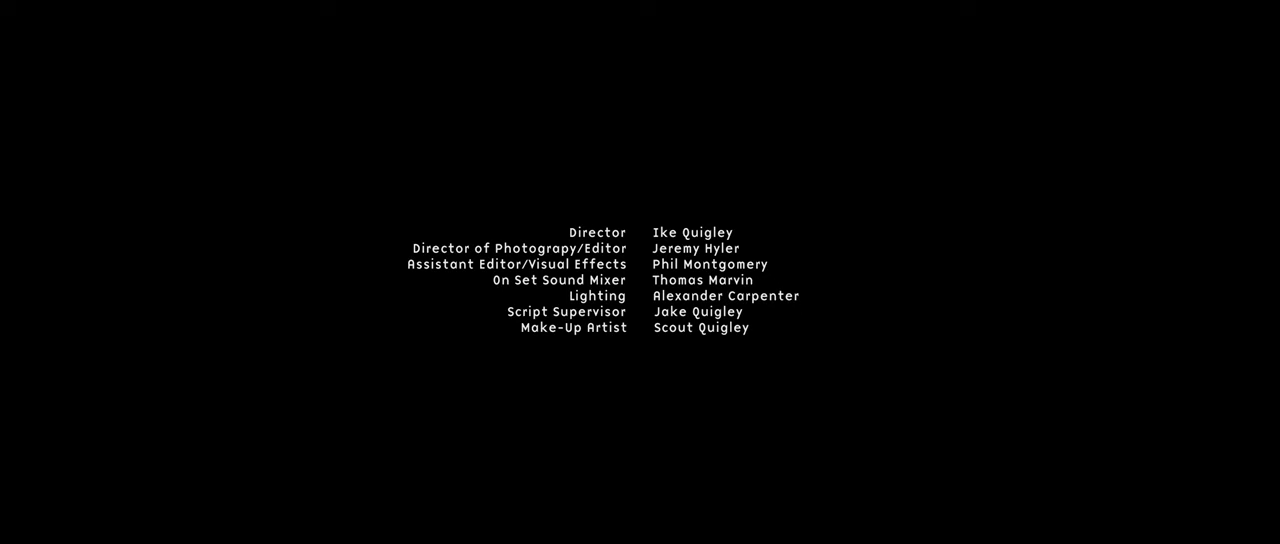 Director Ike Quigley
Director of Photograpy/Editor Jeremy Hyler
Assistant Editor/Visual Effects Phil Montgomery
On Set Sound Mixer Thomas Marvin
Lighting Alexander Carpenter
Script Supervisor Jake Quigley
Make-Up Artist Scout Quigley